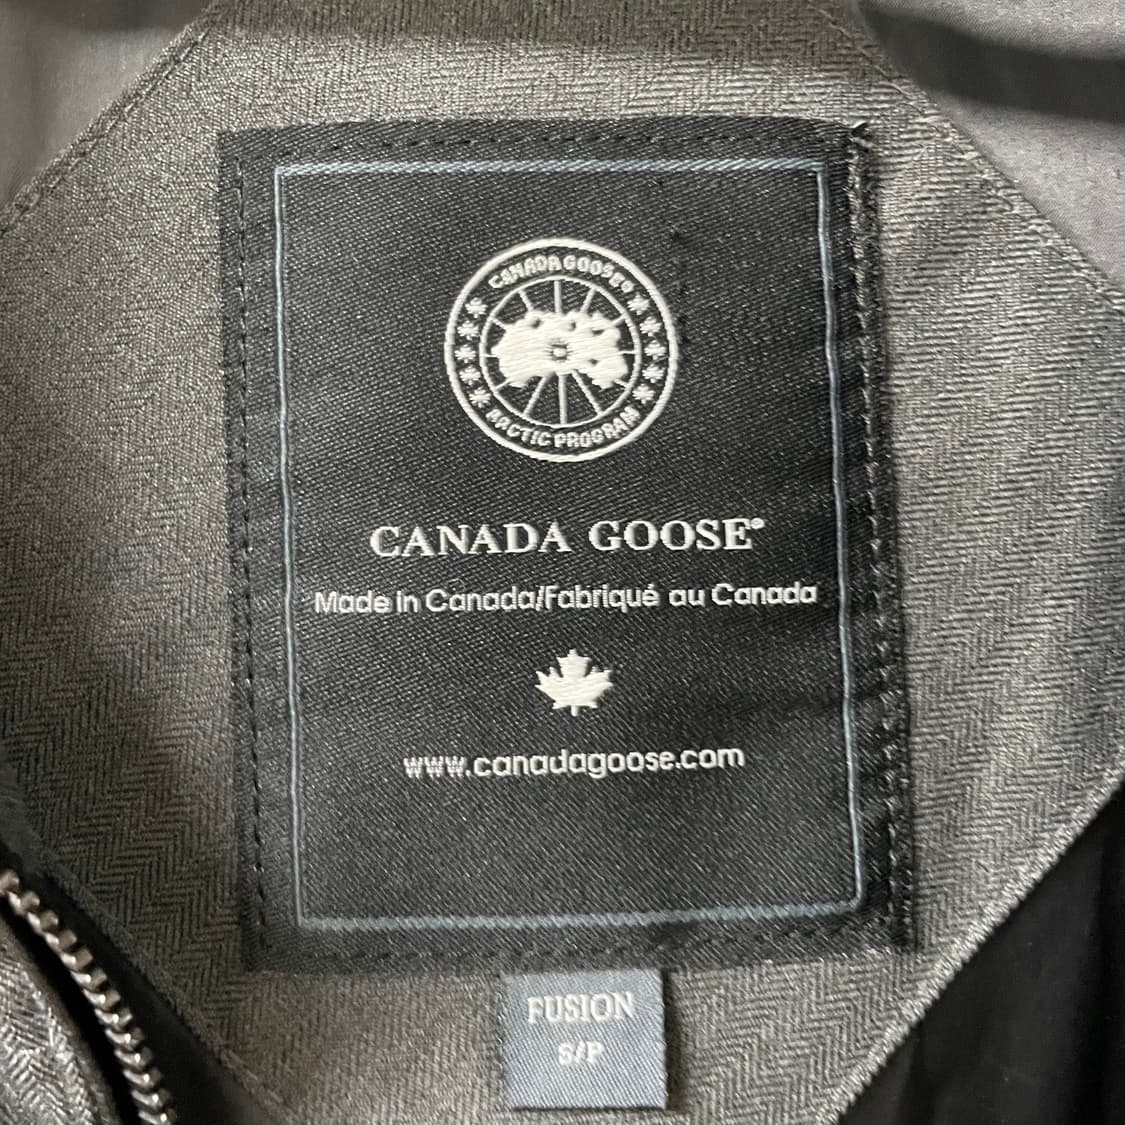 CANADA GOOSE®
ARCTIC PROGRAM
CANADA GOOSE®
Made in Canada/Fabriqué au Canada
www.canadagoose.com
FUSION
S/P